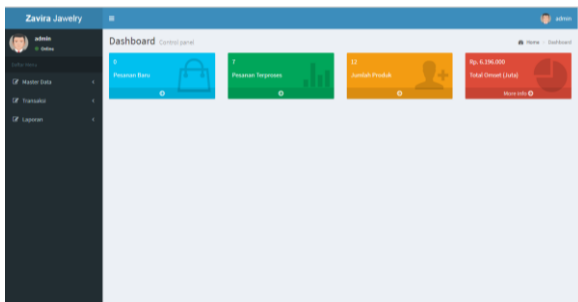 Zavira Jawelry
admin
admin
Online
Dashboard Control panel
Home Dashboard
Master Data
Transaksi
Laporan
0
Pesanan Baru
7
Pesanan Terproses
12
Jumlah Produk
Rp. 6.396.000
Total Omset (Juta)
More info